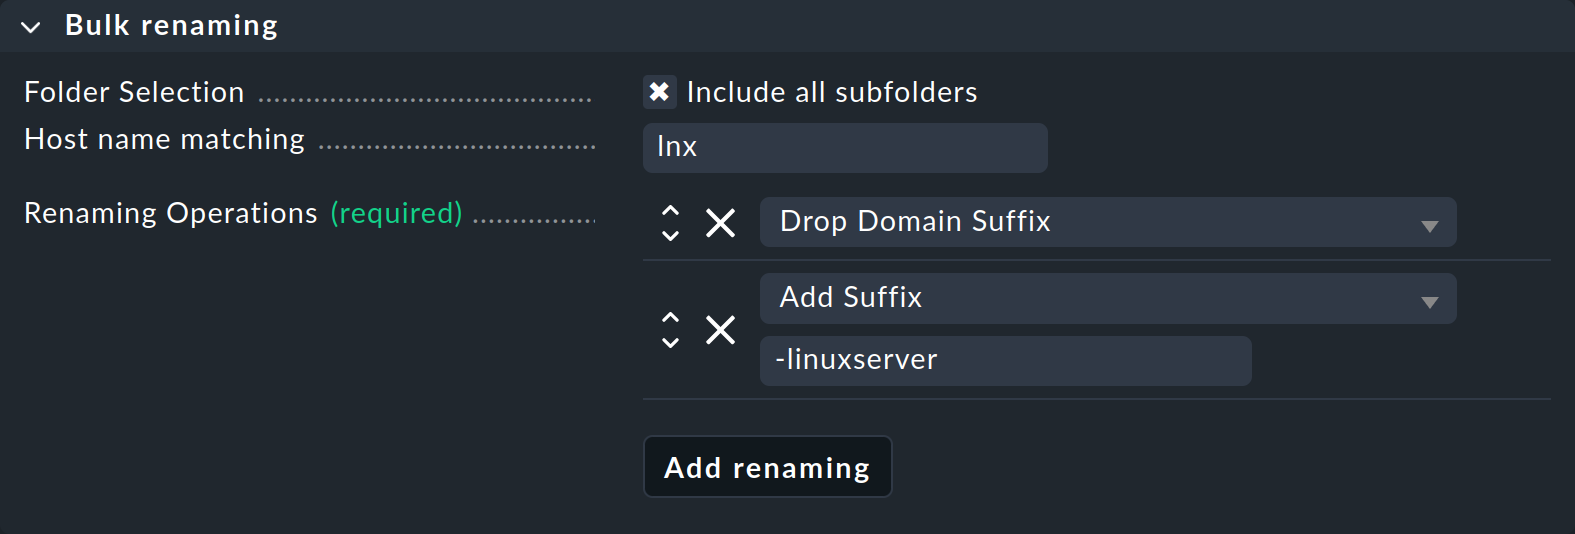 Bulk renaming
Folder Selection
Include all subfolders
Host name matching
lnx
Renaming Operations (required)
Drop Domain Suffix
Add Suffix
-linuxserver
Add renaming